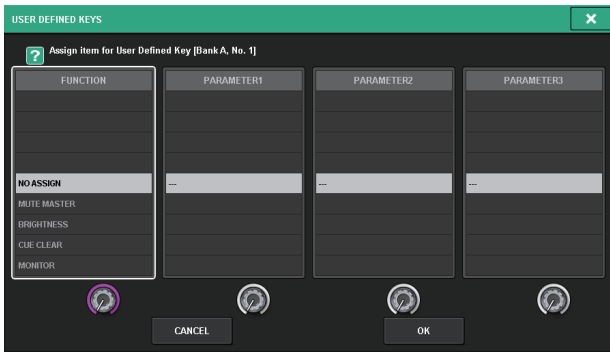 USER DEFINED KEYS
Assign item for User Defined Key [Bank A, No. 1]
FUNCTION PARAMETER1 PARAMETER2 PARAMETER3
NO ASSIGN --- --- ---
MUTE MASTER
BRIGHTNESS
CUE CLEAR
MONITOR
CANCEL OK